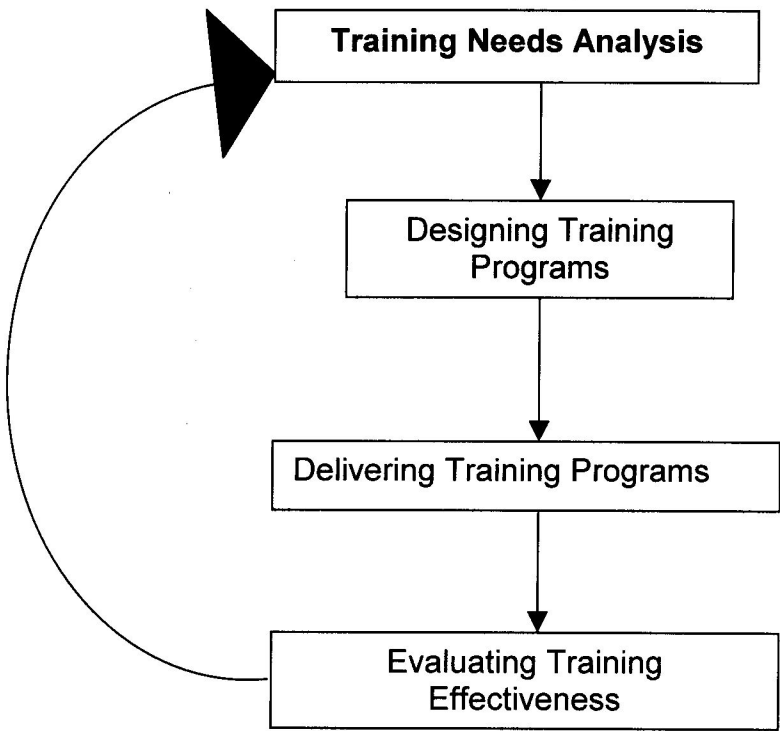 Training Needs Analysis
Designing Training
Programs
Delivering Training Programs
Evaluating Training
Effectiveness